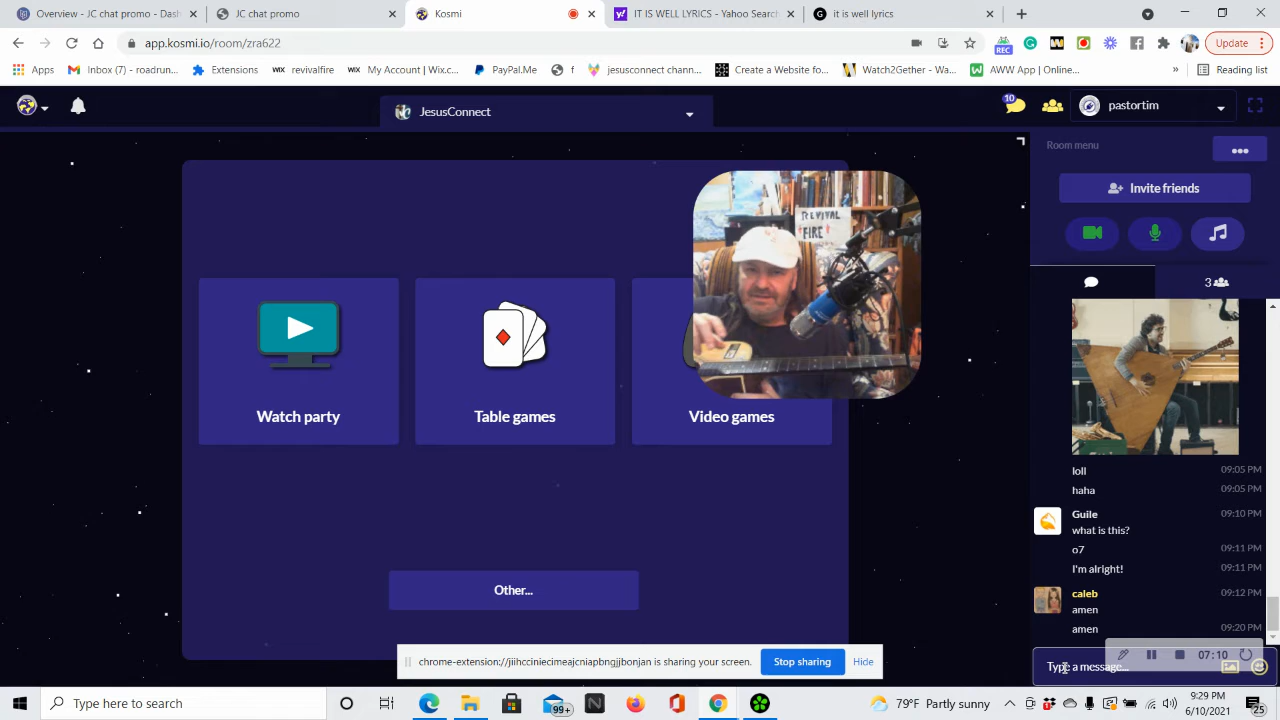 Overview - JC chat promo - Dash
JC chat promo
Kosmi
IT IS WELL LYRICS - Yahoo Search
it is well lyrics
app.kosmi.io/room/zra622
REC
Update
Apps
Inbox (7) - roadrun...
Extensions
WIX
revivalfire
WIX
My Account | Wix.c...
PayPal.Me
f
jesusconnect chann...
Create a Website fo...
Watch2Gether - Wa...
AWW App | Online...
»
Reading list
JesusConnect
10
pastortim
Room menu
Invite friends
3
REVIVAL
FIRE
Watch party
Table games
Video games
Other...
loll 09:05 PM
haha 09:05 PM
Guile 09:10 PM
what is this?
o7 09:11 PM
I'm alright! 09:11 PM
caleb 09:12 PM
amen
amen 09:20 PM
07:10
Type a message...
chrome-extension://jiihcciniecimeajcniapbngjjbonjan is sharing your screen.
Stop sharing
Hide
Type here to search
99+
79°F Partly sunny
9:29 PM
6/10/2021
25